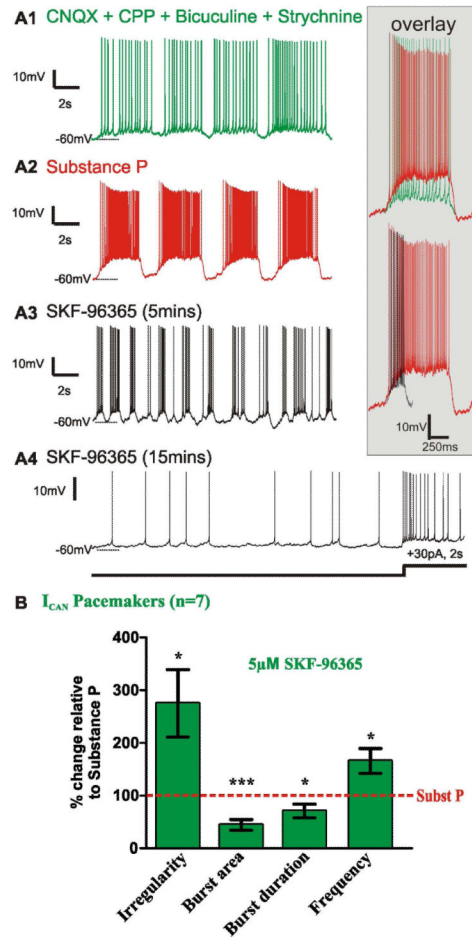 A1 CNQX + CPP + Bicuculine + Strychnine
overlay
10mV
2s
-60mV
A2 Substance P
10mV
2s
-60mV
A3 SKF-96365 (5mins)
10mV
2s
-60mV
10mV
250ms
A4 SKF-96365 (15mins)
10mV
-60mV
+30pA, 2s
B I_CAN Pacemakers (n=7)
% change relative
to Substance P
400
300
200
100
0
5µM SKF-96365
*
***
*
*
Subst P
Irregularity
Burst area
Burst duration
Frequency